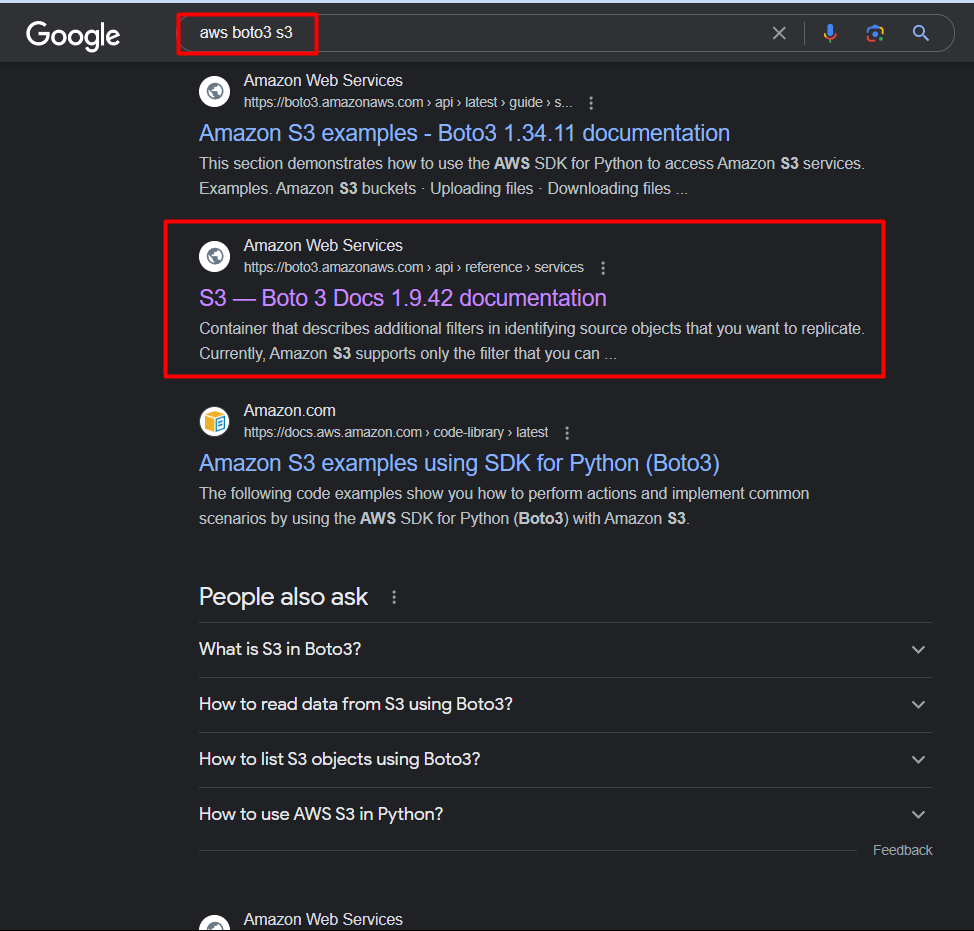 Google
aws boto3 s3
Amazon Web Services
https://boto3.amazonaws.com › api › latest › guide › s...
Amazon S3 examples - Boto3 1.34.11 documentation
This section demonstrates how to use the AWS SDK for Python to access Amazon S3 services.
Examples. Amazon S3 buckets · Uploading files · Downloading files ...
Amazon Web Services
https://boto3.amazonaws.com › api › reference › services
S3 — Boto 3 Docs 1.9.42 documentation
Container that describes additional filters in identifying source objects that you want to replicate.
Currently, Amazon S3 supports only the filter that you can ...
Amazon.com
https://docs.aws.amazon.com › code-library › latest
Amazon S3 examples using SDK for Python (Boto3)
The following code examples show you how to perform actions and implement common
scenarios by using the AWS SDK for Python (Boto3) with Amazon S3.
People also ask
What is S3 in Boto3?
How to read data from S3 using Boto3?
How to list S3 objects using Boto3?
How to use AWS S3 in Python?
Feedback
Amazon Web Services